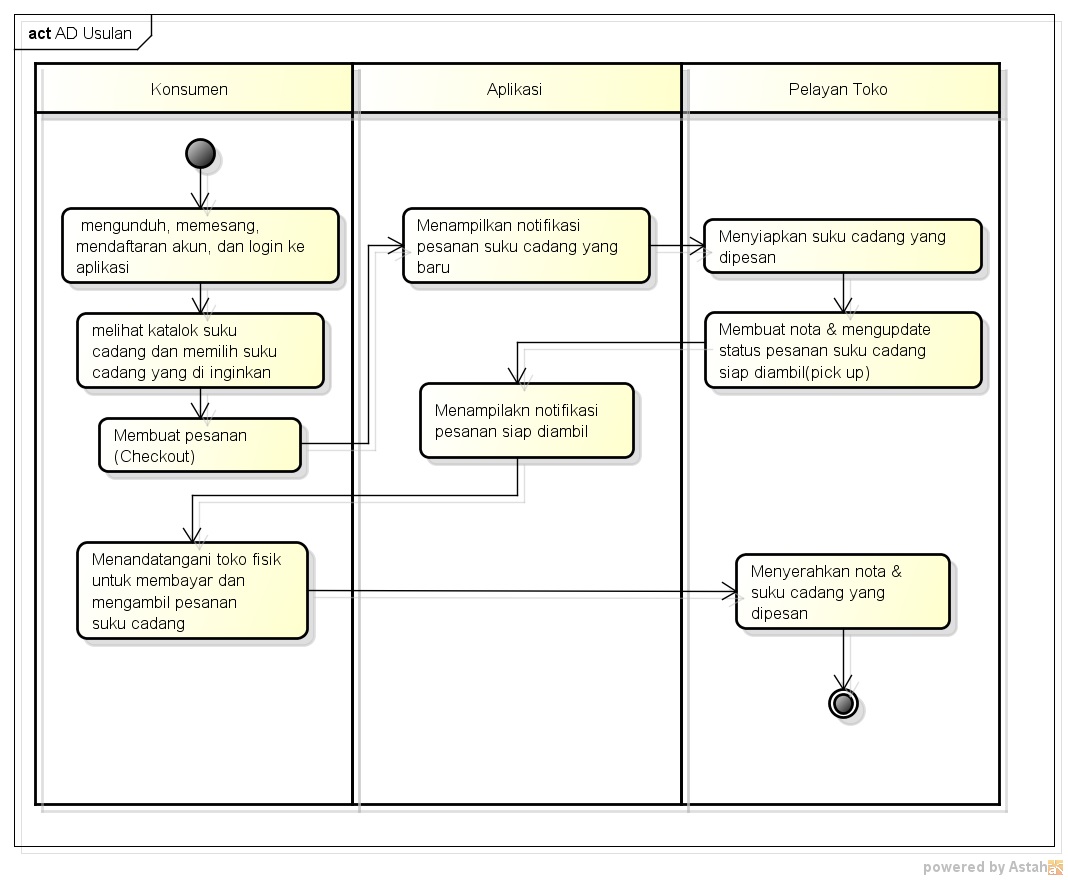 act AD Usulan
Konsumen
Aplikasi
Pelayan Toko
mengunduh, memesang,
mendaftaran akun, dan login ke
aplikasi
melihat katalok suku
cadang dan memilih suku
cadang yang di inginkan
Membuat pesanan
(Checkout)
Menampilkan notifikasi
pesanan suku cadang yang
baru
Menyiapkan suku cadang yang
dipesan
Membuat nota & mengupdate
status pesanan suku cadang
siap diambil(pick up)
Menampilakn notifikasi
pesanan siap diambil
Menandatangani toko fisik
untuk membayar dan
mengambil pesanan
suku cadang
Menyerahkan nota &
suku cadang yang
dipesan
powered by Astah